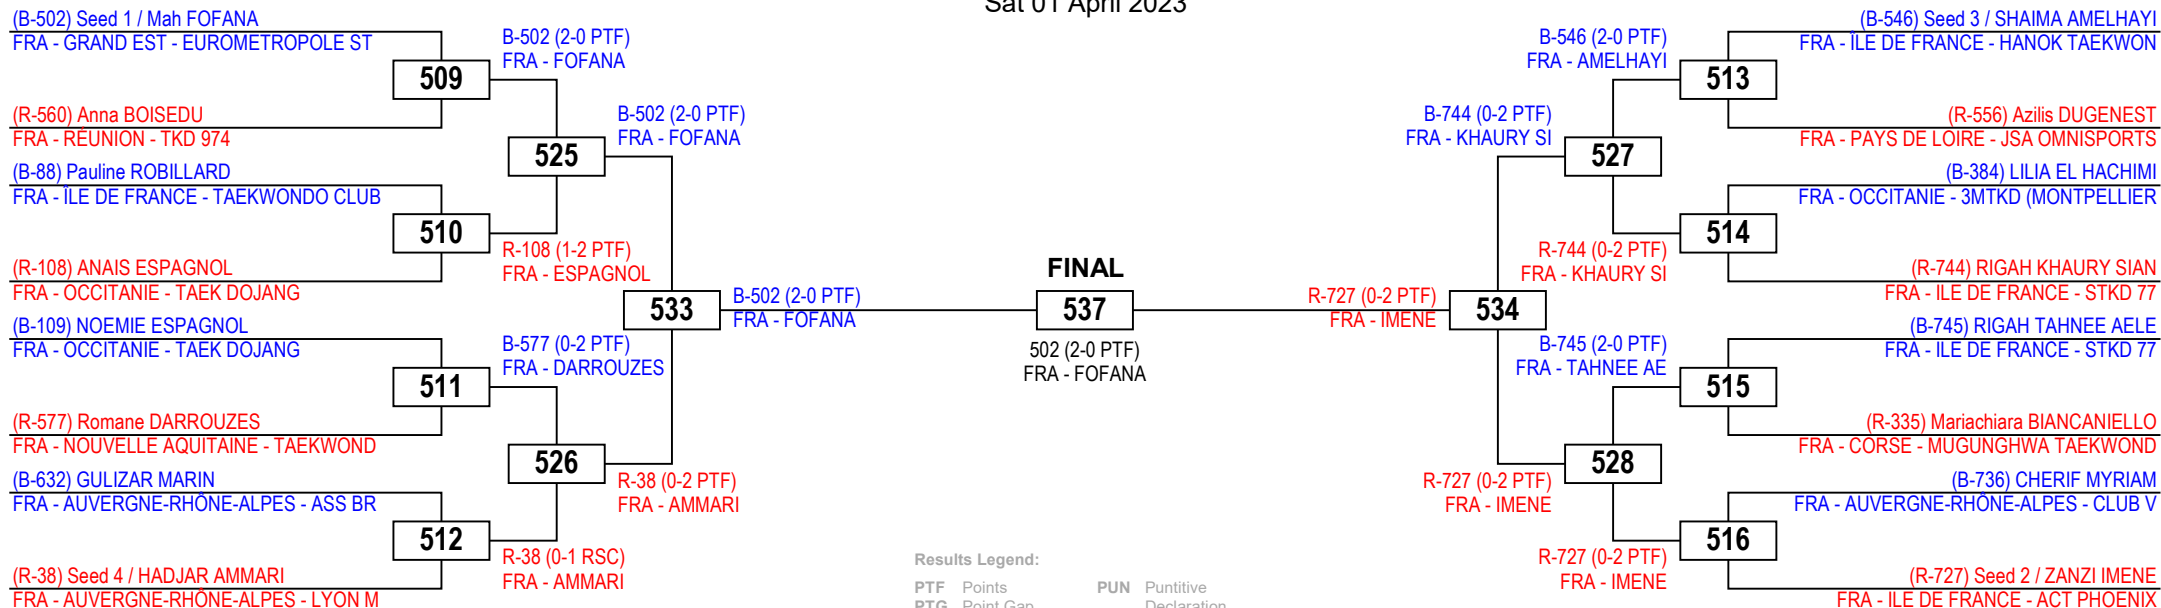 Sat 01 April 2023
(B-502) Seed 1 / Mah FOFANA
FRA - GRAND EST - EUROMETROPOLE ST
509
(R-560) Anna BOISEDU
FRA - RÉUNION - TKD 974
(B-88) Pauline ROBILLARD
FRA - ÎLE DE FRANCE - TAEKWONDO CLUB
510
(R-108) ANAIS ESPAGNOL
FRA - OCCITANIE - TAEK DOJANG
(B-109) NOEMIE ESPAGNOL
FRA - OCCITANIE - TAEK DOJANG
511
(R-577) Romane DARROUZES
FRA - NOUVELLE AQUITAINE - TAEKWOND
(B-632) GULIZAR MARIN
FRA - AUVERGNE-RHÔNE-ALPES - ASS BR
512
(R-38) Seed 4 / HADJAR AMMARI
FRA - AUVERGNE-RHÔNE-ALPES - LYON M
B-502 (2-0 PTF)
FRA - FOFANA
525
R-108 (1-2 PTF)
FRA - ESPAGNOL
B-577 (0-2 PTF)
FRA - DARROUZES
526
R-38 (0-1 RSC)
FRA - AMMARI
B-502 (2-0 PTF)
FRA - FOFANA
533
R-38 (0-2 PTF)
FRA - AMMARI
B-502 (2-0 PTF)
FRA - FOFANA
FINAL
537
502 (2-0 PTF)
FRA - FOFANA
R-727 (0-2 PTF)
FRA - IMENE
B-744 (0-2 PTF)
FRA - KHAURY SI
534
R-727 (0-2 PTF)
FRA - IMENE
B-546 (2-0 PTF)
FRA - AMELHAYI
527
R-744 (0-2 PTF)
FRA - KHAURY SI
B-745 (2-0 PTF)
FRA - TAHNEE AE
528
R-727 (0-2 PTF)
FRA - IMENE
(B-546) Seed 3 / SHAIMA AMELHAYI
FRA - ÎLE DE FRANCE - HANOK TAEKWON
513
(R-556) Azilis DUGENEST
FRA - PAYS DE LOIRE - JSA OMNISPORTS
(B-384) LILIA EL HACHIMI
FRA - OCCITANIE - 3MTKD (MONTPELLIER
514
(R-744) RIGAH KHAURY SIAN
FRA - ILE DE FRANCE - STKD 77
(B-745) RIGAH TAHNEE AELE
FRA - ILE DE FRANCE - STKD 77
515
(R-335) Mariachiara BIANCANIELLO
FRA - CORSE - MUGUNGHWA TAEKWOND
(B-736) CHERIF MYRIAM
FRA - AUVERGNE-RHÔNE-ALPES - CLUB V
516
(R-727) Seed 2 / ZANZI IMENE
FRA - ILE DE FRANCE - ACT PHOENIX
Results Legend:
PTF Points PUN Puntitive
PTG Point Gap Declaration